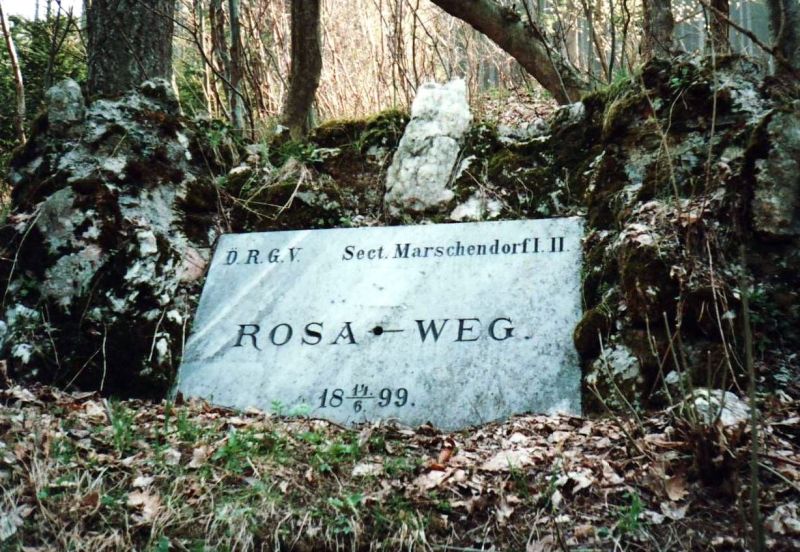 Ö.R.G.V. Sect. Marschendorf I. II.
ROSA - WEG.
18 14/6 99.